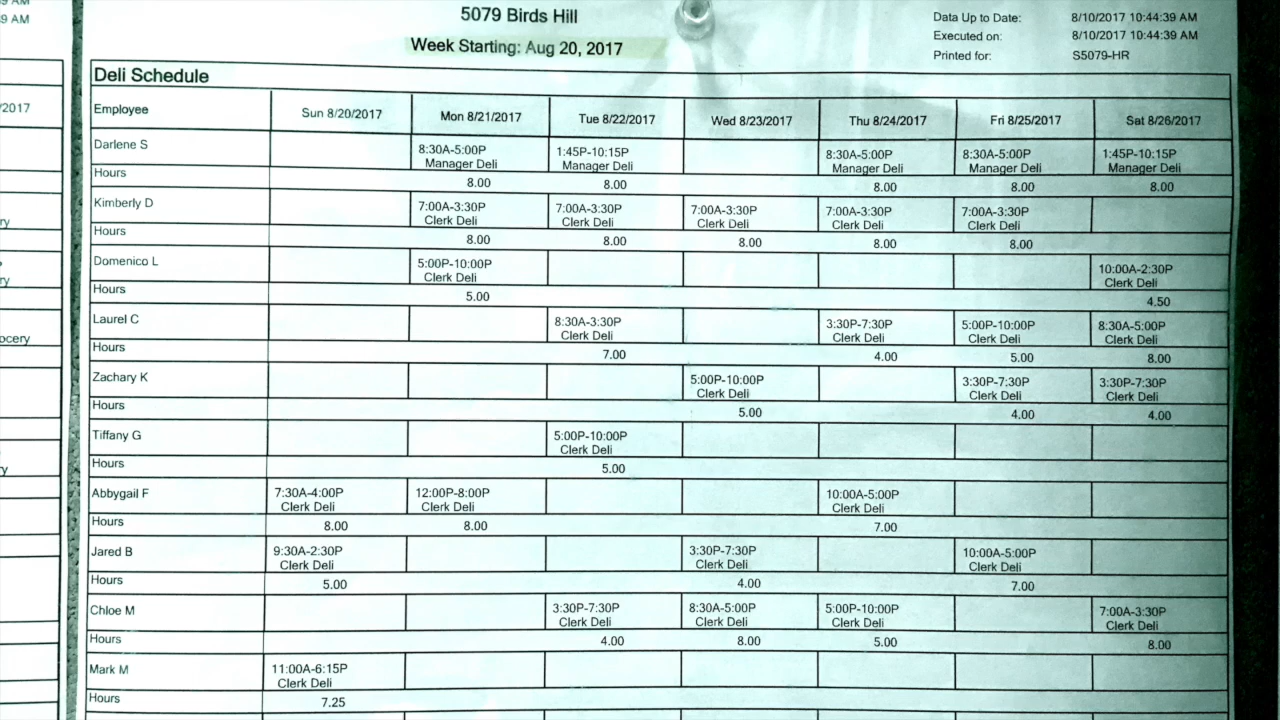 9 AM
9 AM
/2017
ry
ry
ocery
y
5079 Birds Hill
Week Starting: Aug 20, 2017
Data Up to Date: 8/10/2017 10:44:39 AM
Executed on: 8/10/2017 10:44:39 AM
Printed for: S5079-HR
Deli Schedule
Employee Sun 8/20/2017 Mon 8/21/2017 Tue 8/22/2017 Wed 8/23/2017 Thu 8/24/2017 Fri 8/25/2017 Sat 8/26/2017
Darlene S 8:30A-5:00P 1:45P-10:15P 8:30A-5:00P 8:30A-5:00P 1:45P-10:15P
Manager Deli Manager Deli Manager Deli Manager Deli Manager Deli
Hours 8.00 8.00 8.00 8.00 8.00
Kimberly D 7:00A-3:30P 7:00A-3:30P 7:00A-3:30P 7:00A-3:30P 7:00A-3:30P
Clerk Deli Clerk Deli Clerk Deli Clerk Deli Clerk Deli
Hours 8.00 8.00 8.00 8.00 8.00
Domenico L 5:00P-10:00P 10:00A-2:30P
Clerk Deli Clerk Deli
Hours 5.00 4.50
Laurel C 8:30A-3:30P 3:30P-7:30P 5:00P-10:00P 8:30A-5:00P
Clerk Deli Clerk Deli Clerk Deli Clerk Deli
Hours 7.00 4.00 5.00 8.00
Zachary K 5:00P-10:00P 3:30P-7:30P 3:30P-7:30P
Clerk Deli Clerk Deli Clerk Deli
Hours 5.00 4.00 4.00
Tiffany G 5:00P-10:00P
Clerk Deli
Hours 5.00
Abbygail F 7:30A-4:00P 12:00P-8:00P 10:00A-5:00P
Clerk Deli Clerk Deli Clerk Deli
Hours 8.00 8.00 7.00
Jared B 9:30A-2:30P 3:30P-7:30P 10:00A-5:00P
Clerk Deli Clerk Deli Clerk Deli
Hours 5.00 4.00 7.00
Chloe M 3:30P-7:30P 8:30A-5:00P 5:00P-10:00P 7:00A-3:30P
Clerk Deli Clerk Deli Clerk Deli Clerk Deli
Hours 4.00 8.00 5.00 8.00
Mark M 11:00A-6:15P
Clerk Deli
Hours 7.25